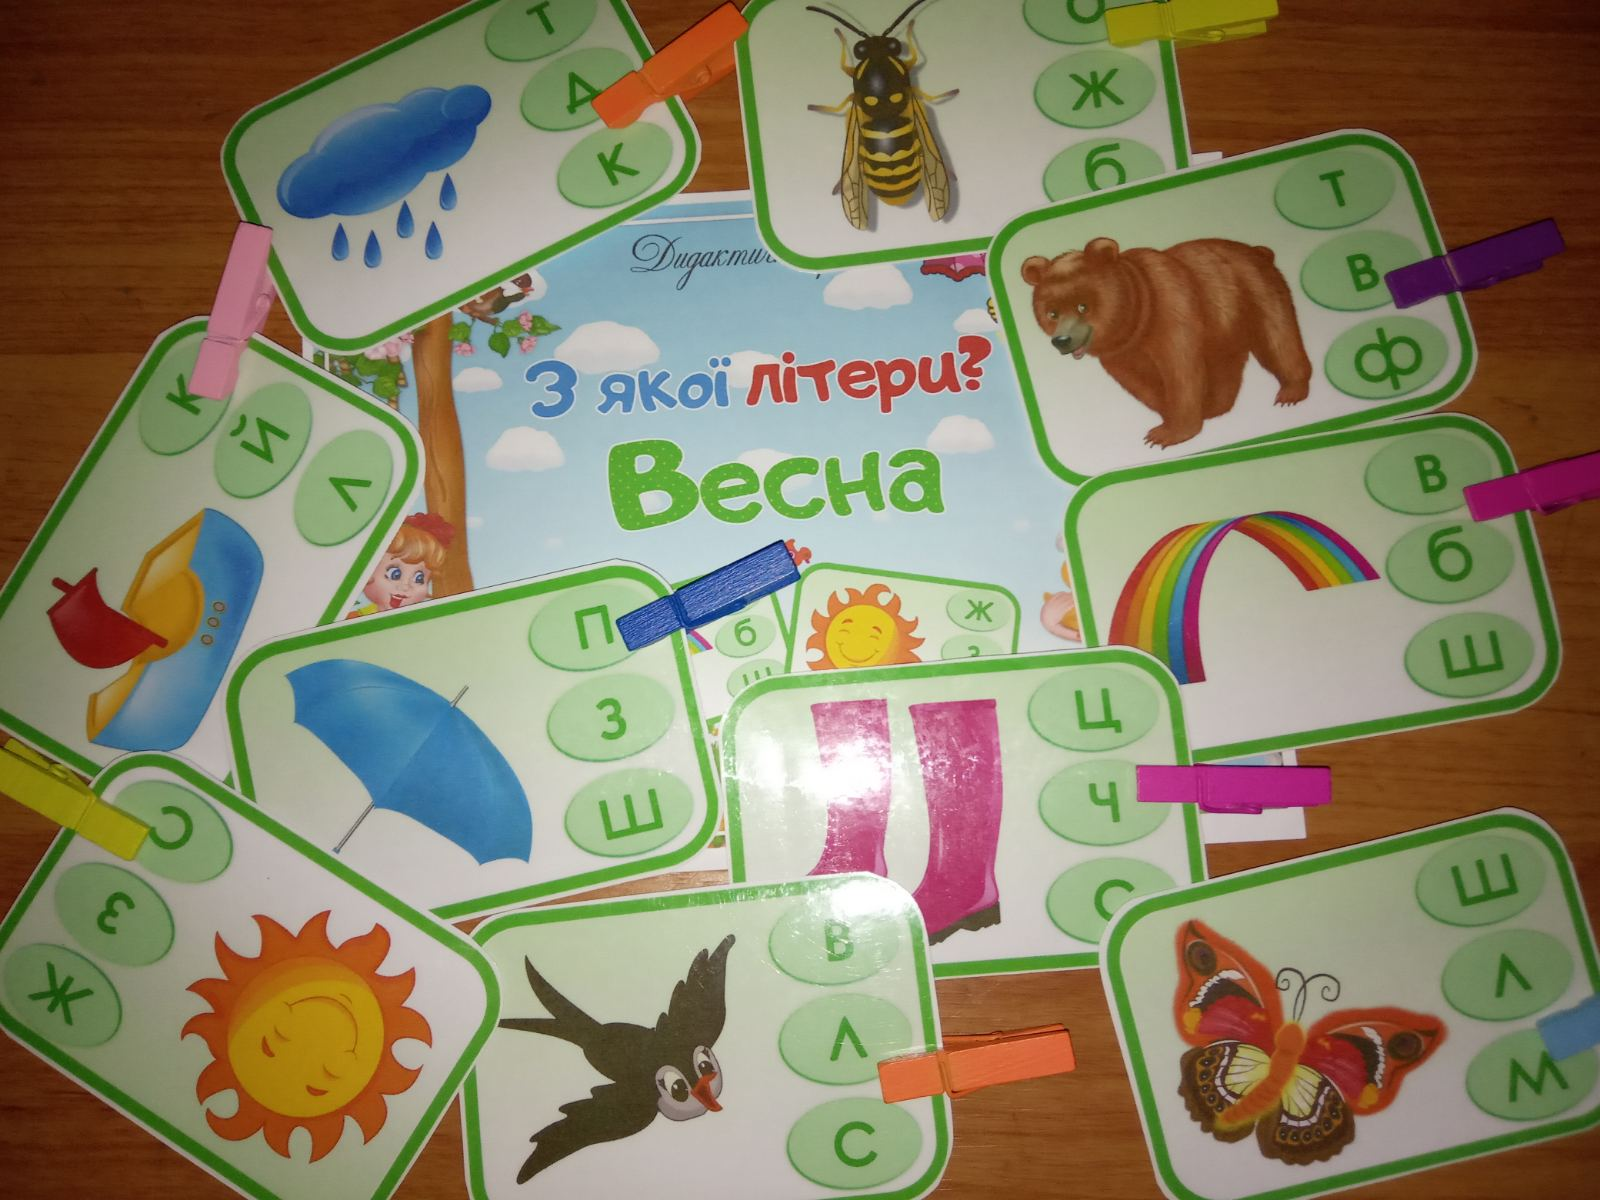 Т
Д
К
О
Ж
б
Т
В
Ф
З якої літери?
Весна
К
Й
Л
В
б
Ш
П
З
Ш
б
Ш
Ж
З
Ц
Ч
С
С
З
Ж
В
Л
С
Ш
Л
М